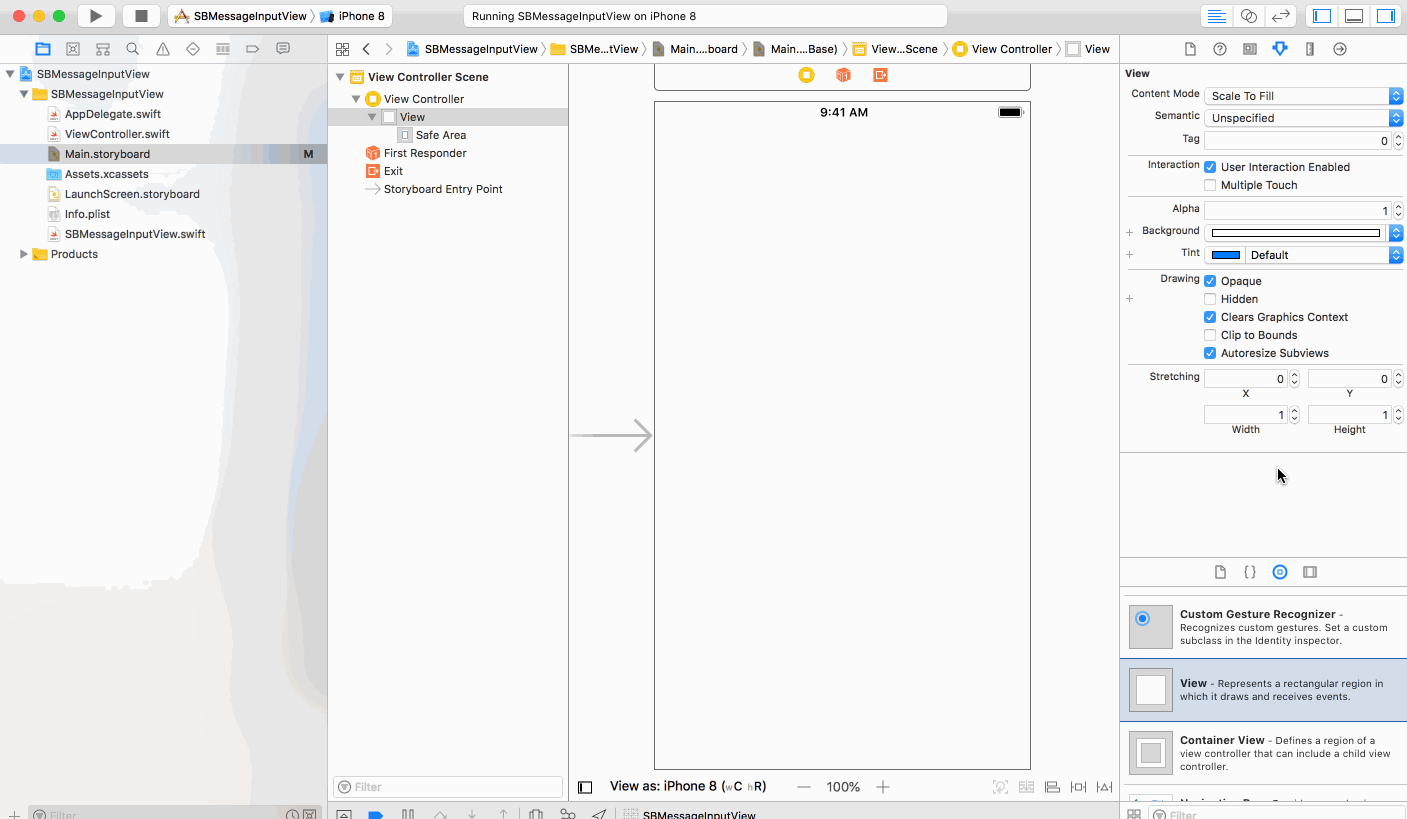 SBMessageInputView
iPhone 8
Running SBMessageInputView on iPhone 8
SBMessageInputView
SBMessageInputView
AppDelegate.swift
ViewController.swift
Main.storyboard
M
Assets.xcassets
LaunchScreen.storyboard
Info.plist
SBMessageInputView.swift
Products
Filter
SBMessageInputView
SBMe...tView
Main....board
Main....Base)
View...Scene
View Controller
View
View Controller Scene
View Controller
View
Safe Area
First Responder
Exit
Storyboard Entry Point
Filter
9:41 AM
View as: iPhone 8 (wC hR)
100%
SBMessageInputView
View
Content Mode
Scale To Fill
Semantic
Unspecified
Tag
0
Interaction
User Interaction Enabled
Multiple Touch
Alpha
1
Background
Tint
Default
Drawing
Opaque
Hidden
Clears Graphics Context
Clip to Bounds
Autoresize Subviews
Stretching
0
0
X
Y
1
1
Width
Height
{}
Custom Gesture Recognizer -
Recognizes custom gestures. Set a custom
subclass in the Identity inspector.
View - Represents a rectangular region in
which it draws and receives events.
Container View - Defines a region of a
view controller that can include a child view
controller.
Filter